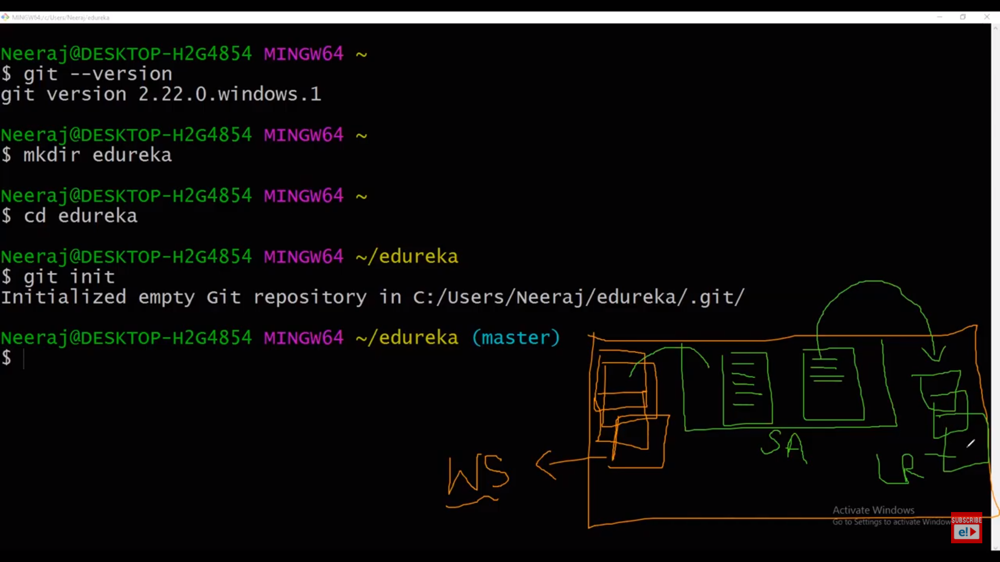 MINGW64:/c/Users/Neeraj/edureka
Neeraj@DESKTOP-H2G4854 MINGW64 ~
$ git --version
git version 2.22.0.windows.1
Neeraj@DESKTOP-H2G4854 MINGW64 ~
$ mkdir edureka
Neeraj@DESKTOP-H2G4854 MINGW64 ~
$ cd edureka
Neeraj@DESKTOP-H2G4854 MINGW64 ~/edureka
$ git init
Initialized empty Git repository in C:/Users/Neeraj/edureka/.git/
Neeraj@DESKTOP-H2G4854 MINGW64 ~/edureka (master)
$
SA
WS
LR
Activate Windows
Go to Settings to activate Window
SUBSCRIBE
e!